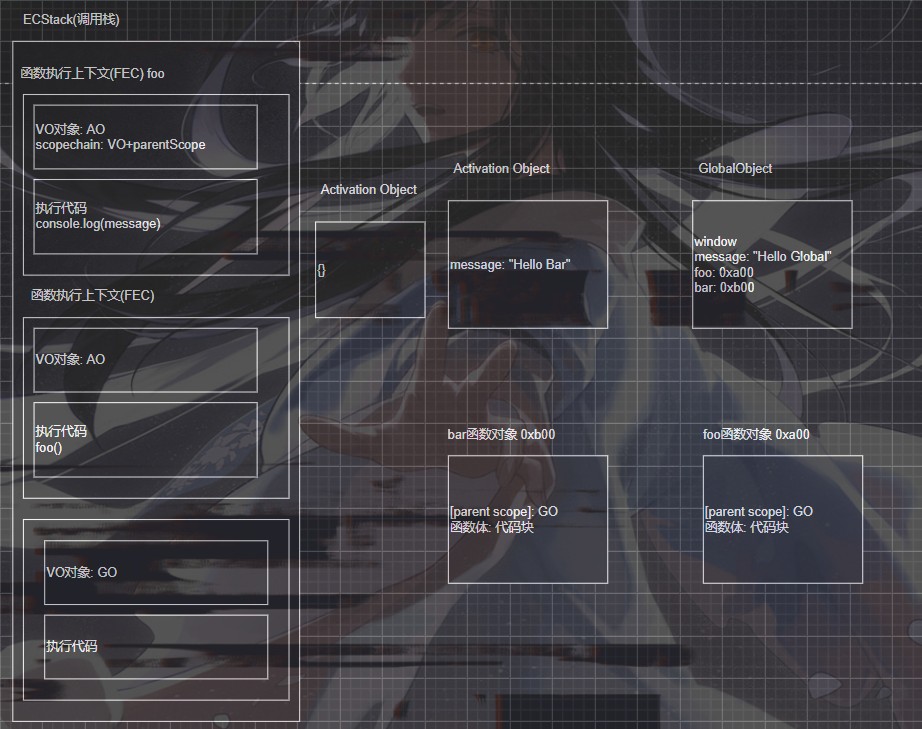 ECStack(调用栈)
函数执行上下文(FEC) foo
VO对象: AO
scopechain: VO+parentScope
执行代码
console.log(message)
函数执行上下文(FEC)
VO对象: AO
执行代码
foo()
VO对象: GO
执行代码
Activation Object
{}
Activation Object
message: "Hello Bar"
GlobalObject
window
message: "Hello Global"
foo: 0xa00
bar: 0xb00
bar函数对象 0xb00
[parent scope]: GO
函数体: 代码块
foo函数对象 0xa00
[parent scope]: GO
函数体: 代码块